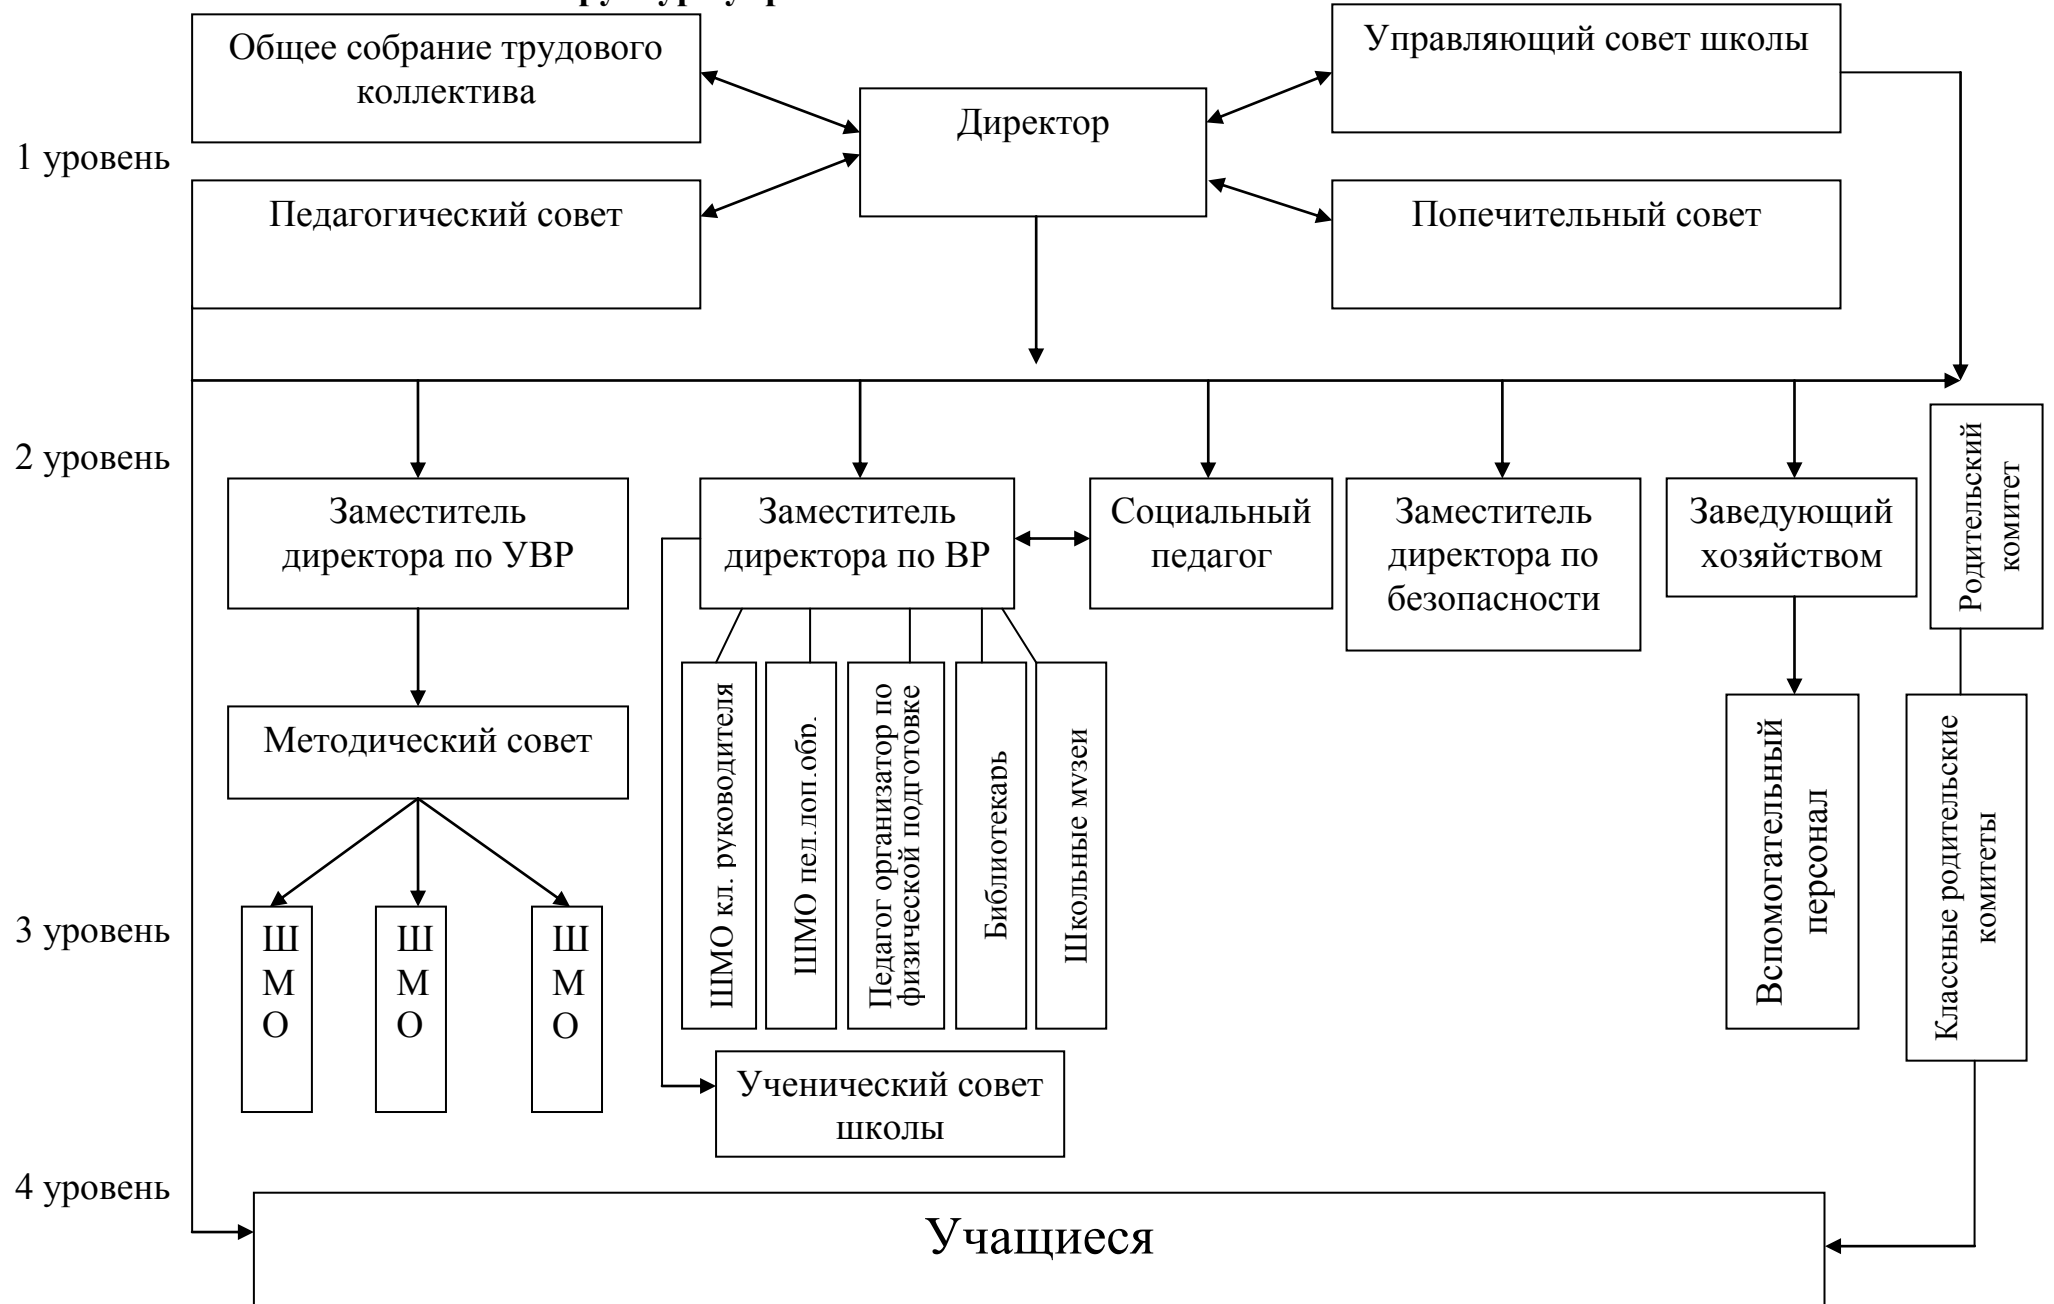 Общее собрание трудового
коллектива
Управляющий совет школы
Директор
1 уровень
Педагогический совет
Попечительный совет
2 уровень
Заместитель
директора по УВР
Заместитель
директора по ВР
Социальный
педагог
Заместитель
директора по
безопасности
Заведующий
хозяйством
Родительский
комитет
Методический совет
ШМО кл. руководителя
ШМО пед.доп.обр.
Педагог организатор по
физической подготовке
Библиотекарь
Школьные музеи
Вспомогательный
персонал
Классные родительские
комитеты
3 уровень
Ш
М
О
Ш
М
О
Ш
М
О
Ученический совет
школы
4 уровень
Учащиеся